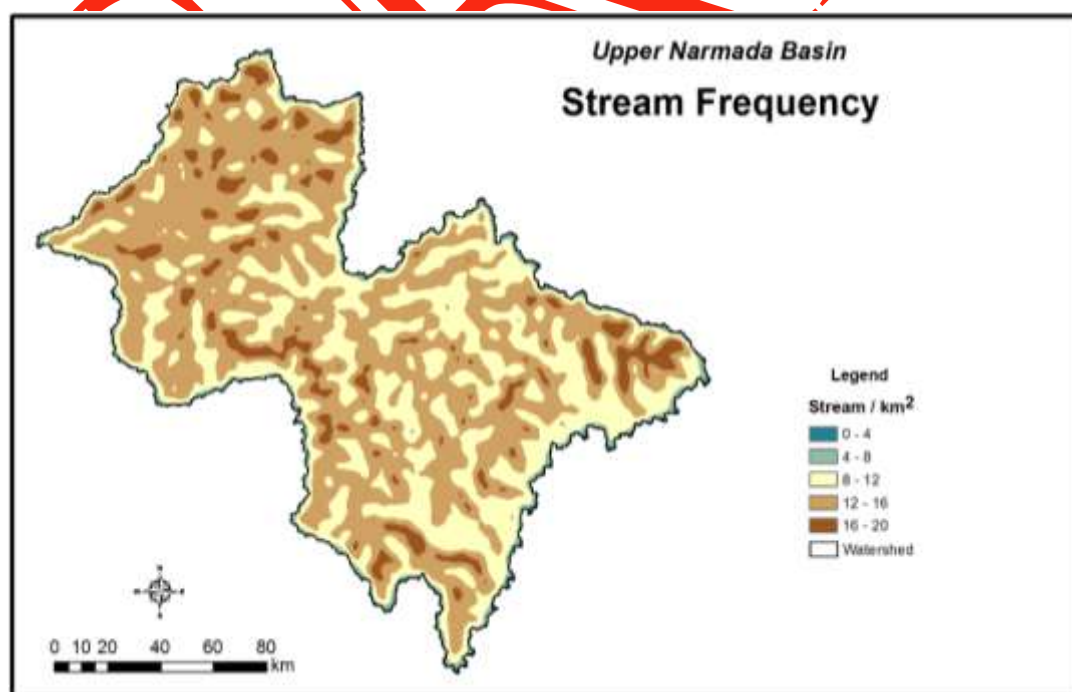 Upper Narmada Basin
Stream Frequency
Legend
Stream / km²
0 - 4
4 - 8
8 - 12
12 - 16
16 - 20
Watershed
0 10 20 40 60 80
km